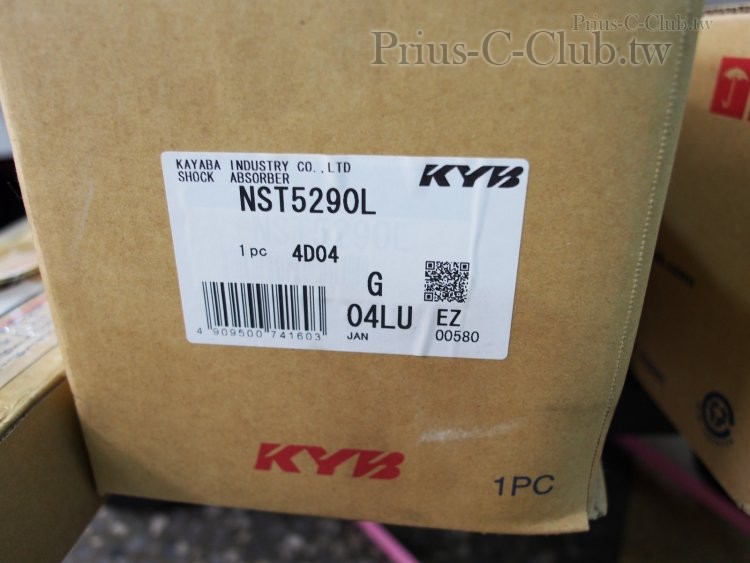 Prius-C-Club.tw
Prius-C-Club.tw
KAYABA INDUSTRY CO.,LTD
SHOCK ABSORBER
KYB
NST5290L
1pc 4D04
G
04LU EZ
JAN 00580
4 909500 741603
KYB
1PC